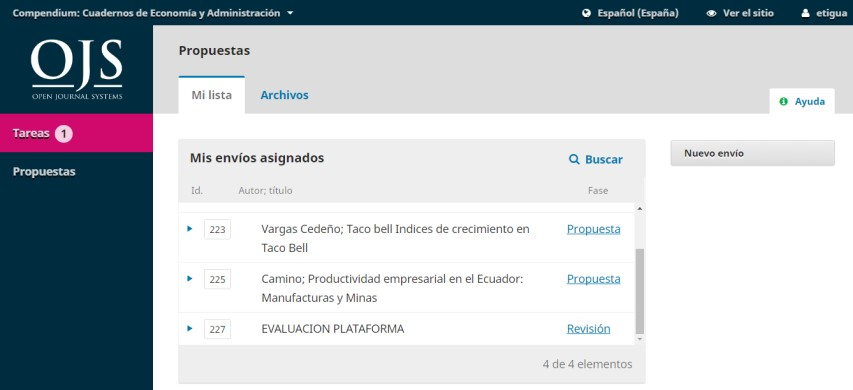 Compendium: Cuadernos de Economía y Administración
Español (España)
Ver el sitio
etigua
OJS
OPEN JOURNAL SYSTEMS
Tareas 1
Propuestas
Propuestas
Mi lista
Archivos
Ayuda
Mis envíos asignados
Buscar
Nuevo envío
Id.
Autor; título
Fase
223
Vargas Cedeño; Taco bell Indices de crecimiento en
Taco Bell
Propuesta
225
Camino; Productividad empresarial en el Ecuador:
Manufacturas y Minas
Propuesta
227
EVALUACION PLATAFORMA
Revisión
4 de 4 elementos